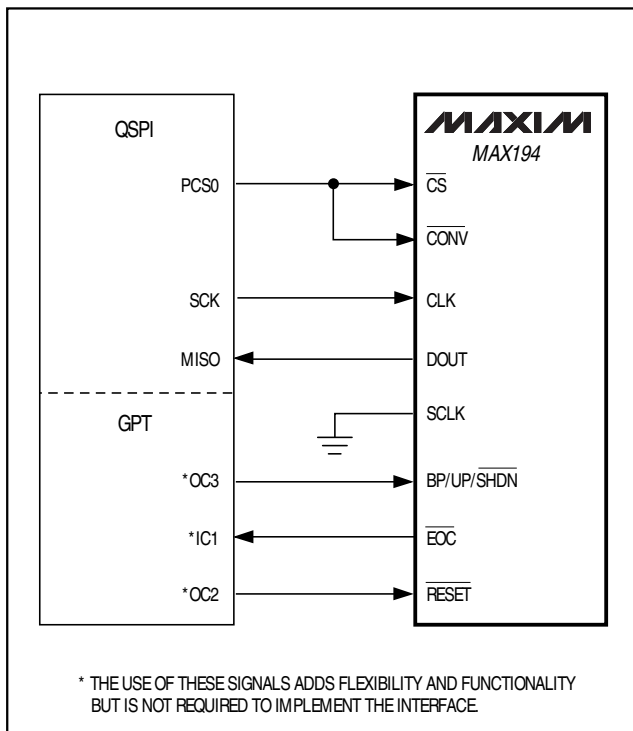 QSPI
MAXIM
MAX194
PCS0
CS
CONV
SCK
CLK
MISO
DOUT
GPT
SCLK
*OC3
BP/UP/SHDN
*IC1
EOC
*OC2
RESET
* THE USE OF THESE SIGNALS ADDS FLEXIBILITY AND FUNCTIONALITY
BUT IS NOT REQUIRED TO IMPLEMENT THE INTERFACE.